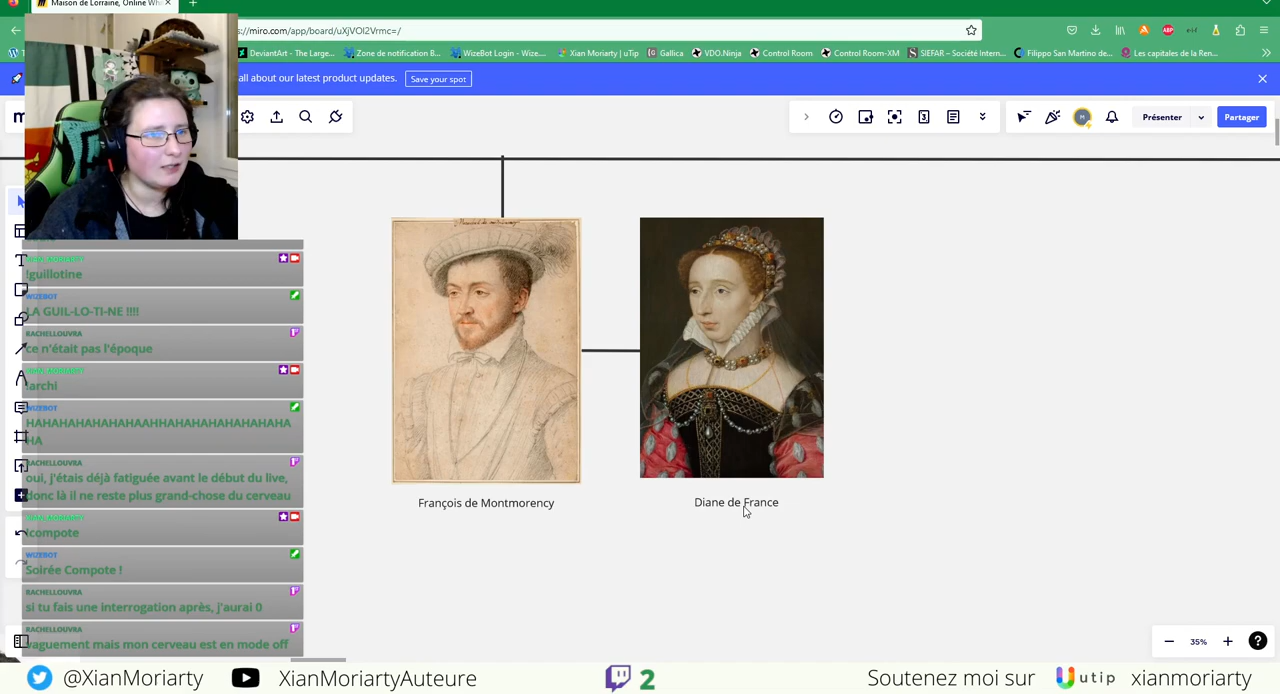 Maison de Lorraine, Online Whi
s://miro.com/app/board/uXjVOl2Vrmc=/
DeviantArt - The Large...
Zone de notification B...
WizeBot Login - Wize....
Xian Moriarty | uTip
Gallica
VDO.Ninja
Control Room
Control Room-XM
SIEFAR – Société Intern...
Filippo San Martino de...
Les capitales de la Ren...
all about our latest product updates.
Save your spot
Présenter
Partager
!guillotine
WIZEBOT
LA GUIL-LO-TI-NE !!!!
RACHELLOUVRA
ce n'était pas l'époque
XIAN_MORIARTY
!archi
WIZEBOT
HAHAHAHAHAHAHAAHHAHAHAHAHAHAHAHA
HA
RACHELLOUVRA
oui, j'étais déjà fatiguée avant le début du live,
donc là il ne reste plus grand-chose du cerveau
XIAN_MORIARTY
!compote
WIZEBOT
Soirée Compote !
RACHELLOUVRA
si tu fais une interrogation après, j'aurai 0
RACHELLOUVRA
vaguement mais mon cerveau est en mode off
François de Montmorency
Diane de France
35%
@XianMoriarty
XianMoriartyAuteure
2
Soutenez moi sur
utip
xianmoriarty